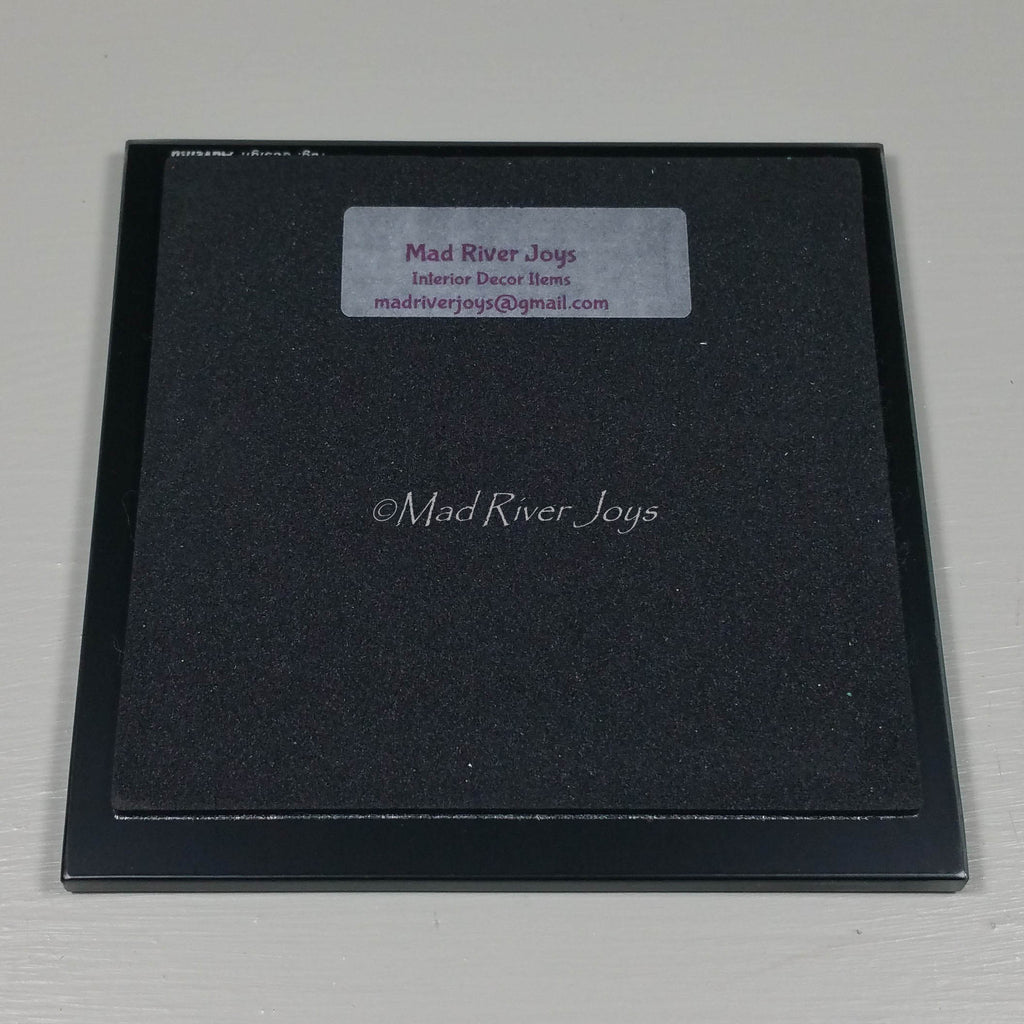 Mad River Joys
Interior Decor Items
madriverjoys@gmail.com
©Mad River Joys